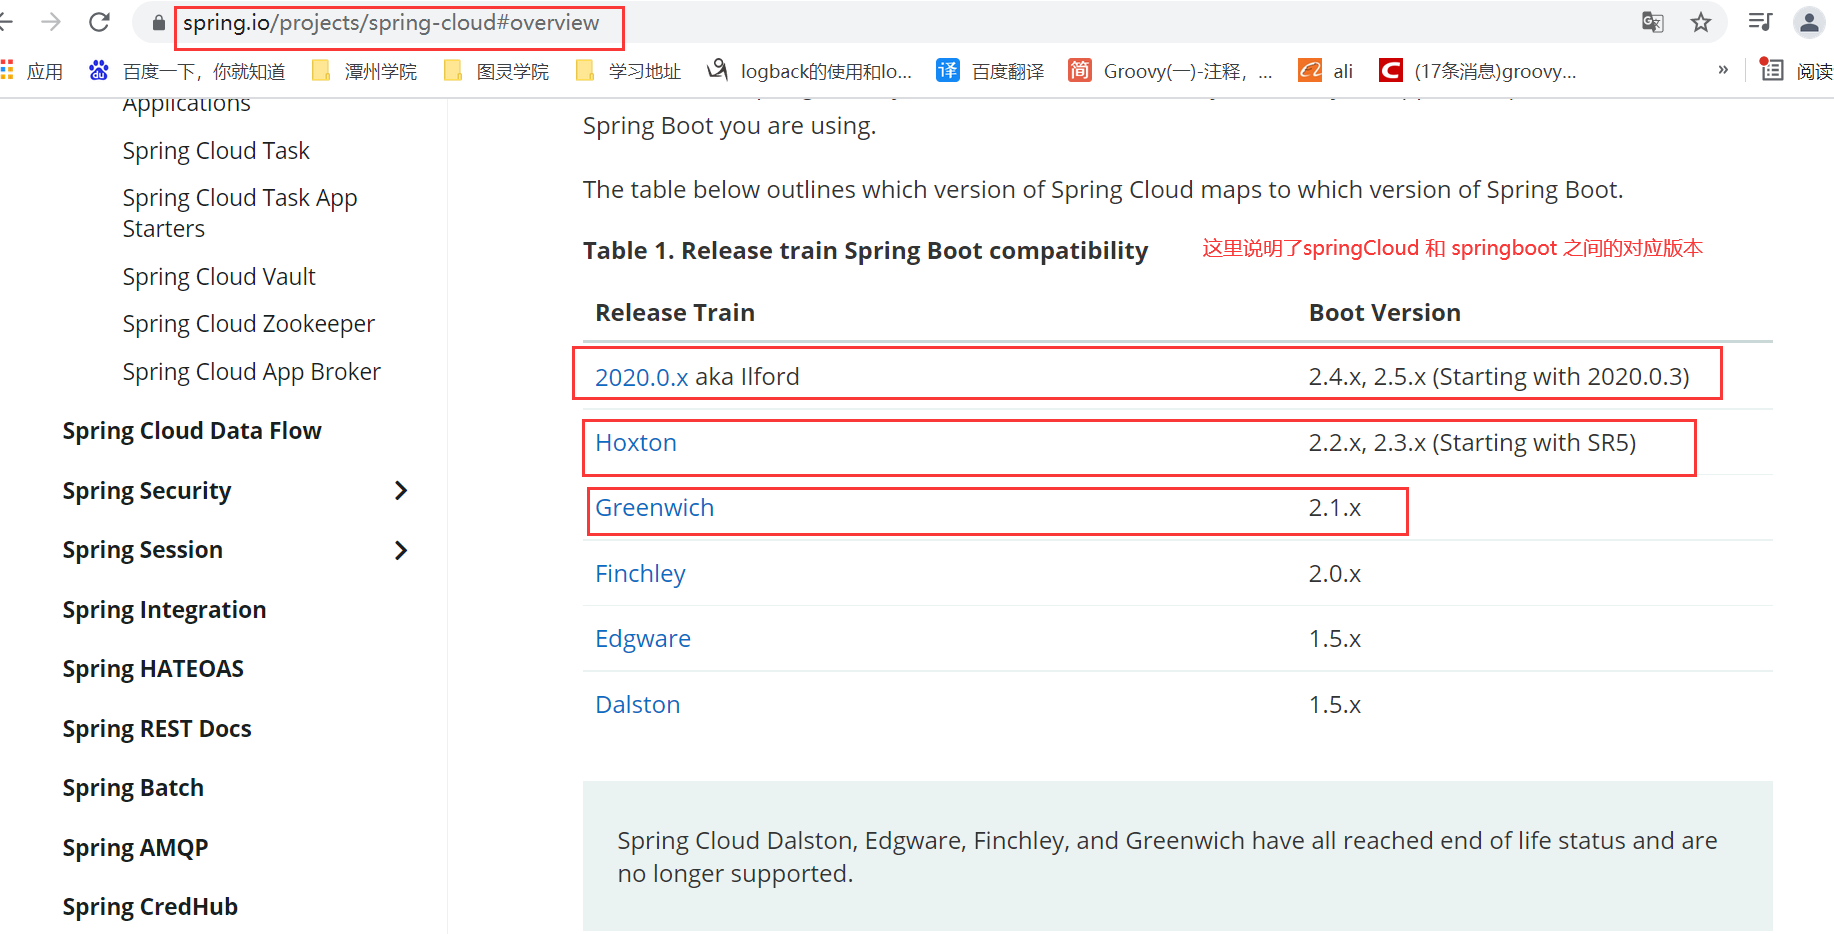 spring.io/projects/spring-cloud#overview
应用 百度一下，你就知道 潭州学院 图灵学院 学习地址 logback的使用和lo... 百度翻译 Groovy(一)-注释，... ali (17条消息)groovy... » 阅读
Applications
Spring Cloud Task
Spring Cloud Task App
Starters
Spring Cloud Vault
Spring Cloud Zookeeper
Spring Cloud App Broker
Spring Cloud Data Flow
Spring Security
Spring Session
Spring Integration
Spring HATEOAS
Spring REST Docs
Spring Batch
Spring AMQP
Spring CredHub
Spring Boot you are using.
The table below outlines which version of Spring Cloud maps to which version of Spring Boot.
Table 1. Release train Spring Boot compatibility
这里说明了springCloud 和 springboot 之间的对应版本
Release Train Boot Version
2020.0.x aka Ilford 2.4.x, 2.5.x (Starting with 2020.0.3)
Hoxton 2.2.x, 2.3.x (Starting with SR5)
Greenwich 2.1.x
Finchley 2.0.x
Edgware 1.5.x
Dalston 1.5.x
Spring Cloud Dalston, Edgware, Finchley, and Greenwich have all reached end of life status and are
no longer supported.